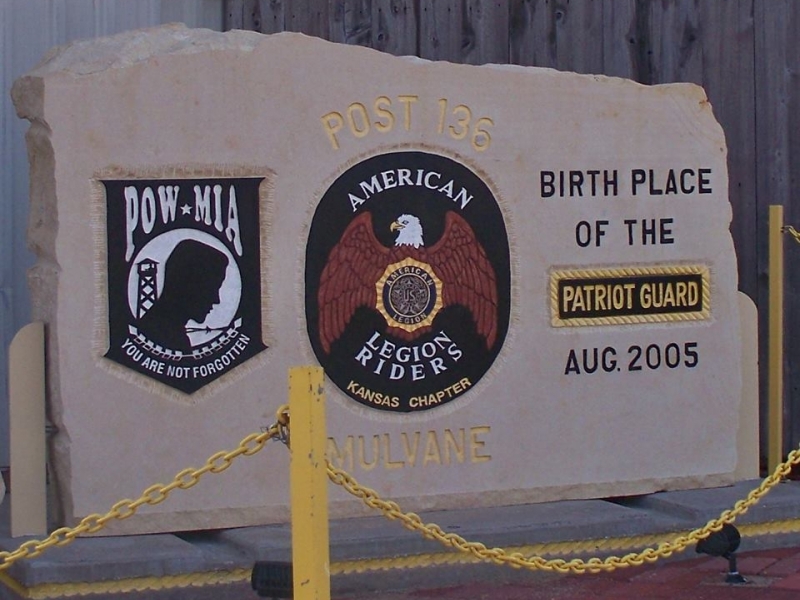 POST 136
POW★MIA
YOU ARE NOT FORGOTTEN
AMERICAN
AMERICAN
US
LEGION
LEGION
RIDERS
KANSAS CHAPTER
MULVANE
BIRTH PLACE
OF THE
PATRIOT GUARD
AUG. 2005